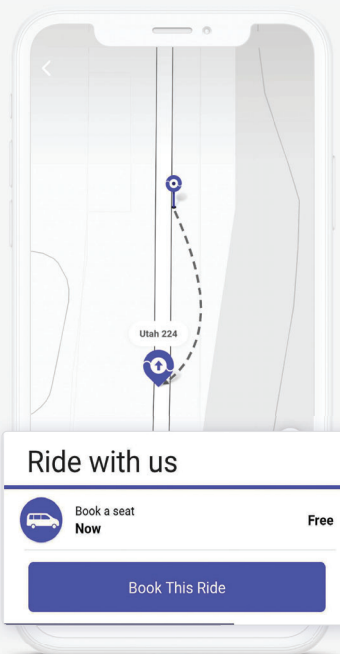 Utah 224
Ride with us
Book a seat
Now
Free
Book This Ride